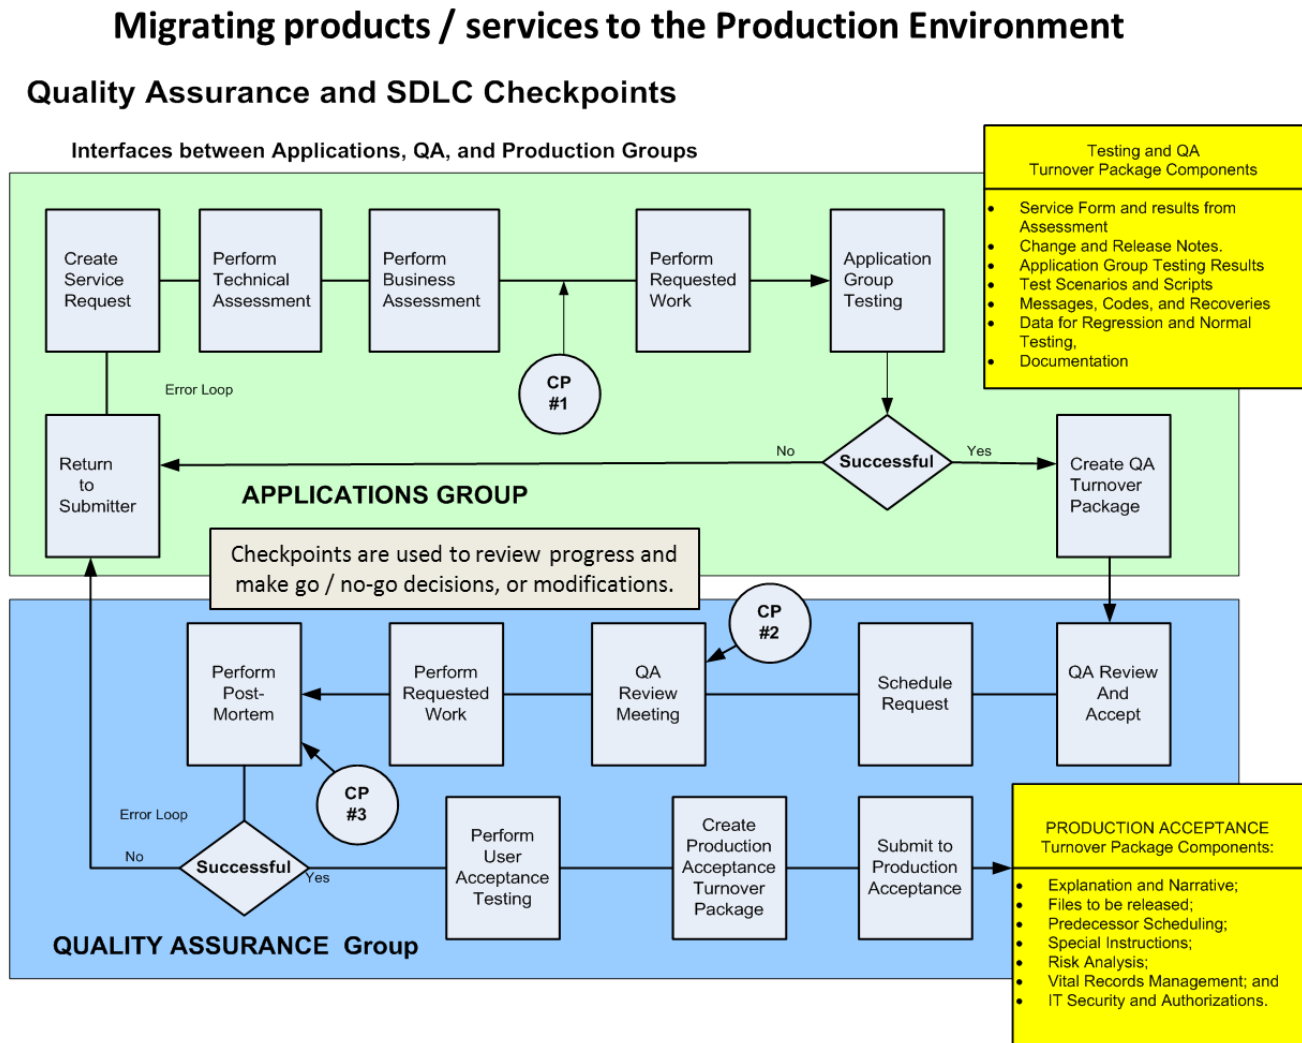 Migrating products / services to the Production Environment
Quality Assurance and SDLC Checkpoints
Interfaces between Applications, QA, and Production Groups
Testing and QA
Turnover Package Components
Service Form and results from
Assessment
Change and Release Notes.
Application Group Testing Results
Test Scenarios and Scripts
Messages, Codes, and Recoveries
Data for Regression and Normal
Testing,
Documentation
Create
Service
Request
Perform
Technical
Assessment
Perform
Business
Assessment
Perform
Requested
Work
Application
Group
Testing
CP
#1
Error Loop
Return
to
Submitter
No
Successful
Yes
Create QA
Turnover
Package
APPLICATIONS GROUP
Checkpoints are used to review progress and
make go / no-go decisions, or modifications.
CP
#2
Perform
Post-
Mortem
Perform
Requested
Work
QA
Review
Meeting
Schedule
Request
QA Review
And
Accept
CP
#3
Error Loop
No
Successful
Yes
Perform
User
Acceptance
Testing
Create
Production
Acceptance
Turnover
Package
Submit to
Production
Acceptance
PRODUCTION ACCEPTANCE
Turnover Package Components:
Explanation and Narrative;
Files to be released;
Predecessor Scheduling;
Special Instructions;
Risk Analysis;
Vital Records Management; and
IT Security and Authorizations.
QUALITY ASSURANCE Group